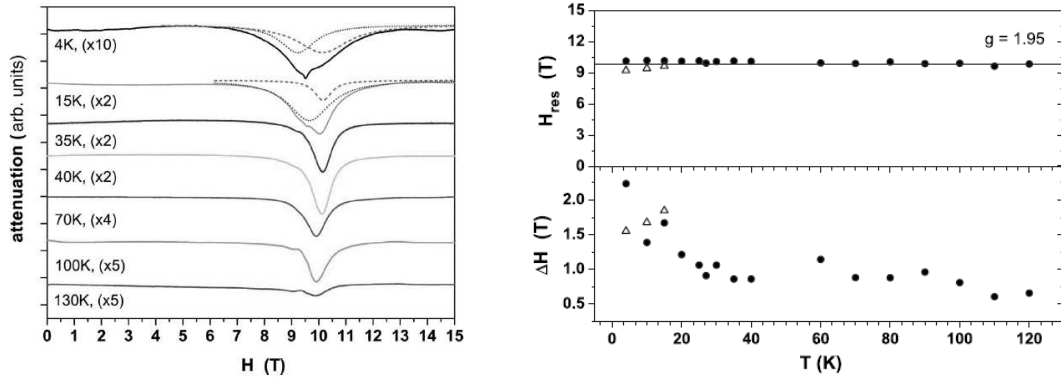 attenuation (arb. units)
4K, (x10)
15K, (x2)
35K, (x2)
40K, (x2)
70K, (x4)
100K, (x5)
130K, (x5)
0 1 2 3 4 5 6 7 8 9 10 11 12 13 14 15
H (T)
15
12
9
6
3
0
H_res (T)
g = 1.95
2.0
1.5
1.0
0.5
ΔH (T)
0 20 40 60 80 100 120
T (K)